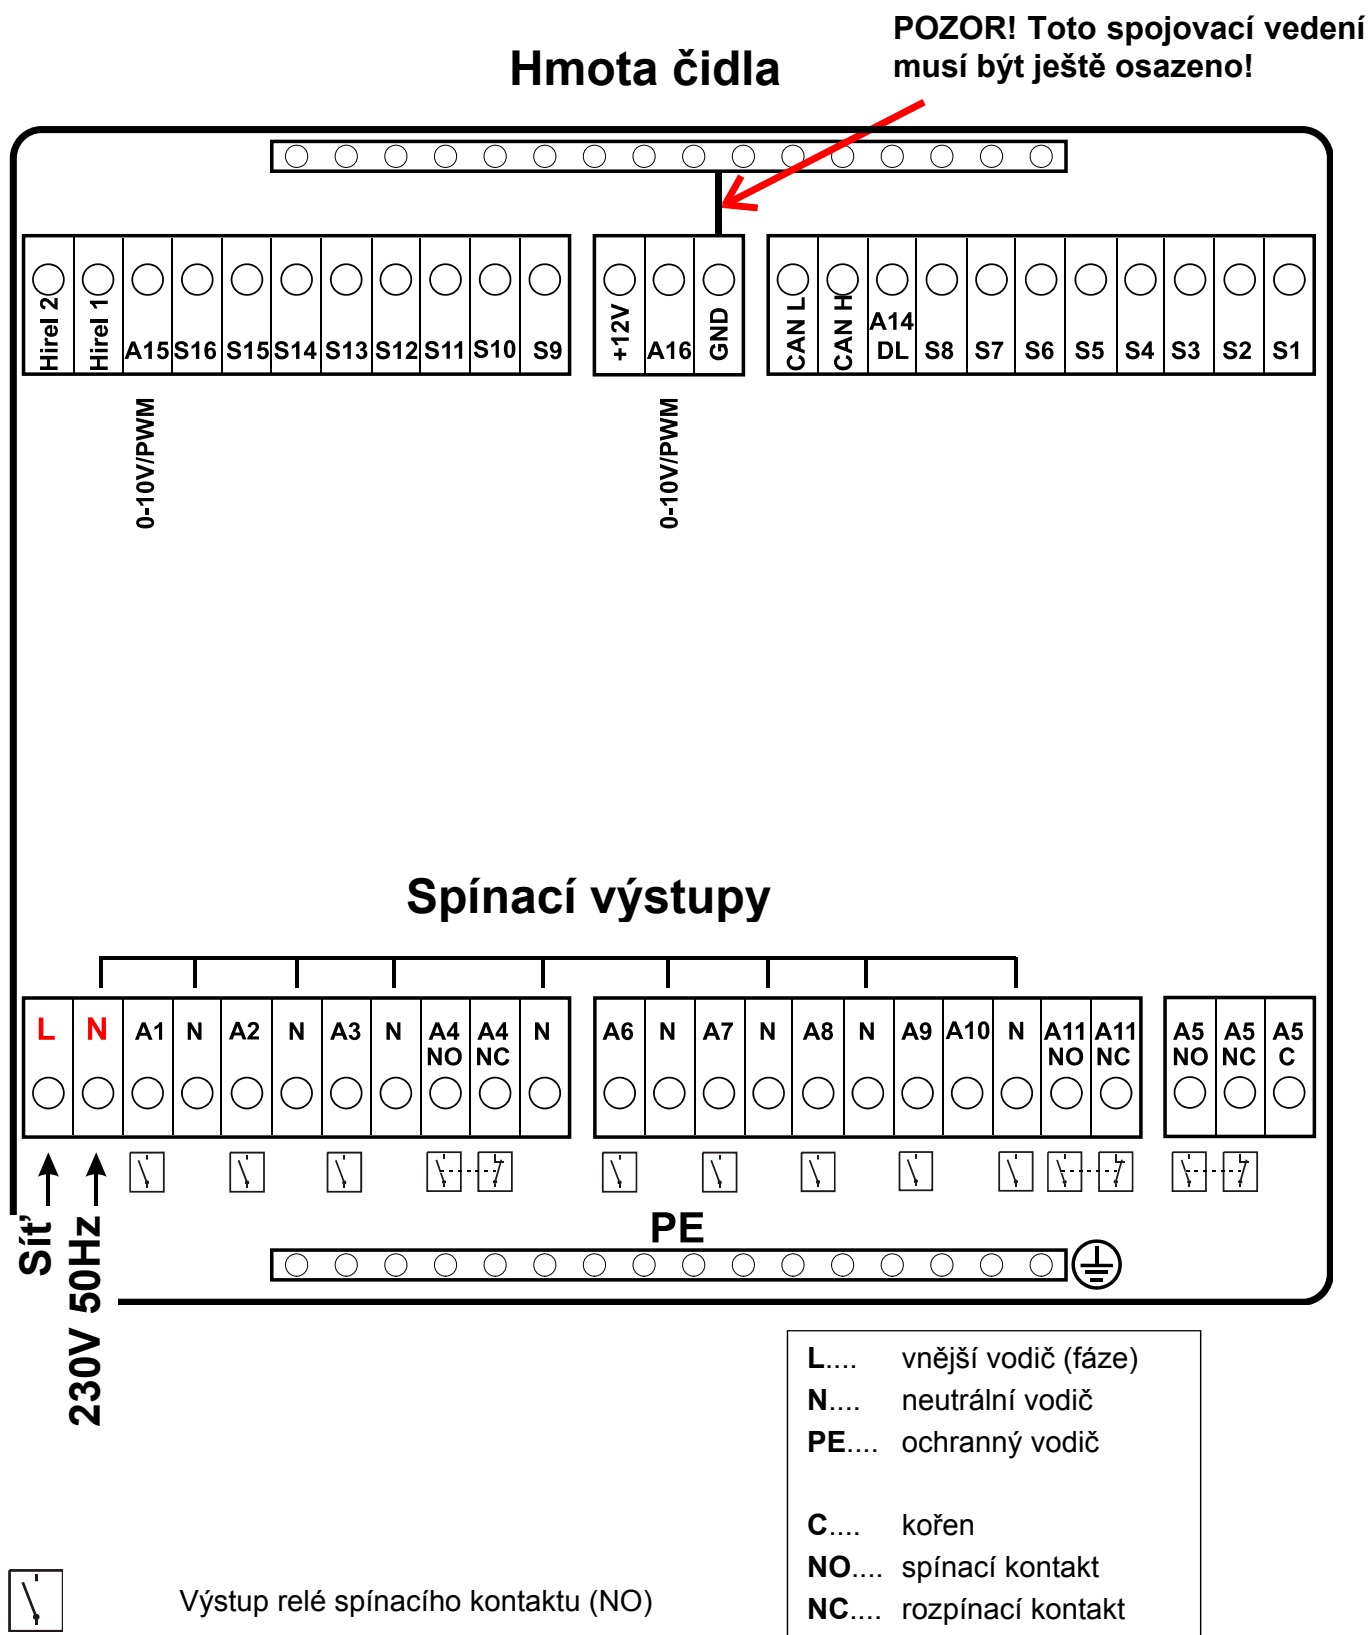 POZOR! Toto spojovací vedení
musí být ještě osazeno!
Hmota čidla
Hirel 2 Hirel 1 A15 S16 S15 S14 S13 S12 S11 S10 S9
+12V A16 GND
CAN L CAN H A14 DL S8 S7 S6 S5 S4 S3 S2 S1
0-10V/PWM 0-10V/PWM
Spínací výstupy
L N A1 N A2 N A3 N A4 NO A4 NC N
A6 N A7 N A8 N A9 A10 N A11 NO A11 NC
A5 NO A5 NC A5 C
Síť
230V 50Hz
PE
L.... vnější vodič (fáze)
N.... neutrální vodič
PE.... ochranný vodič
C.... kořen
NO.... spínací kontakt
NC.... rozpínací kontakt
Výstup relé spínacího kontaktu (NO)